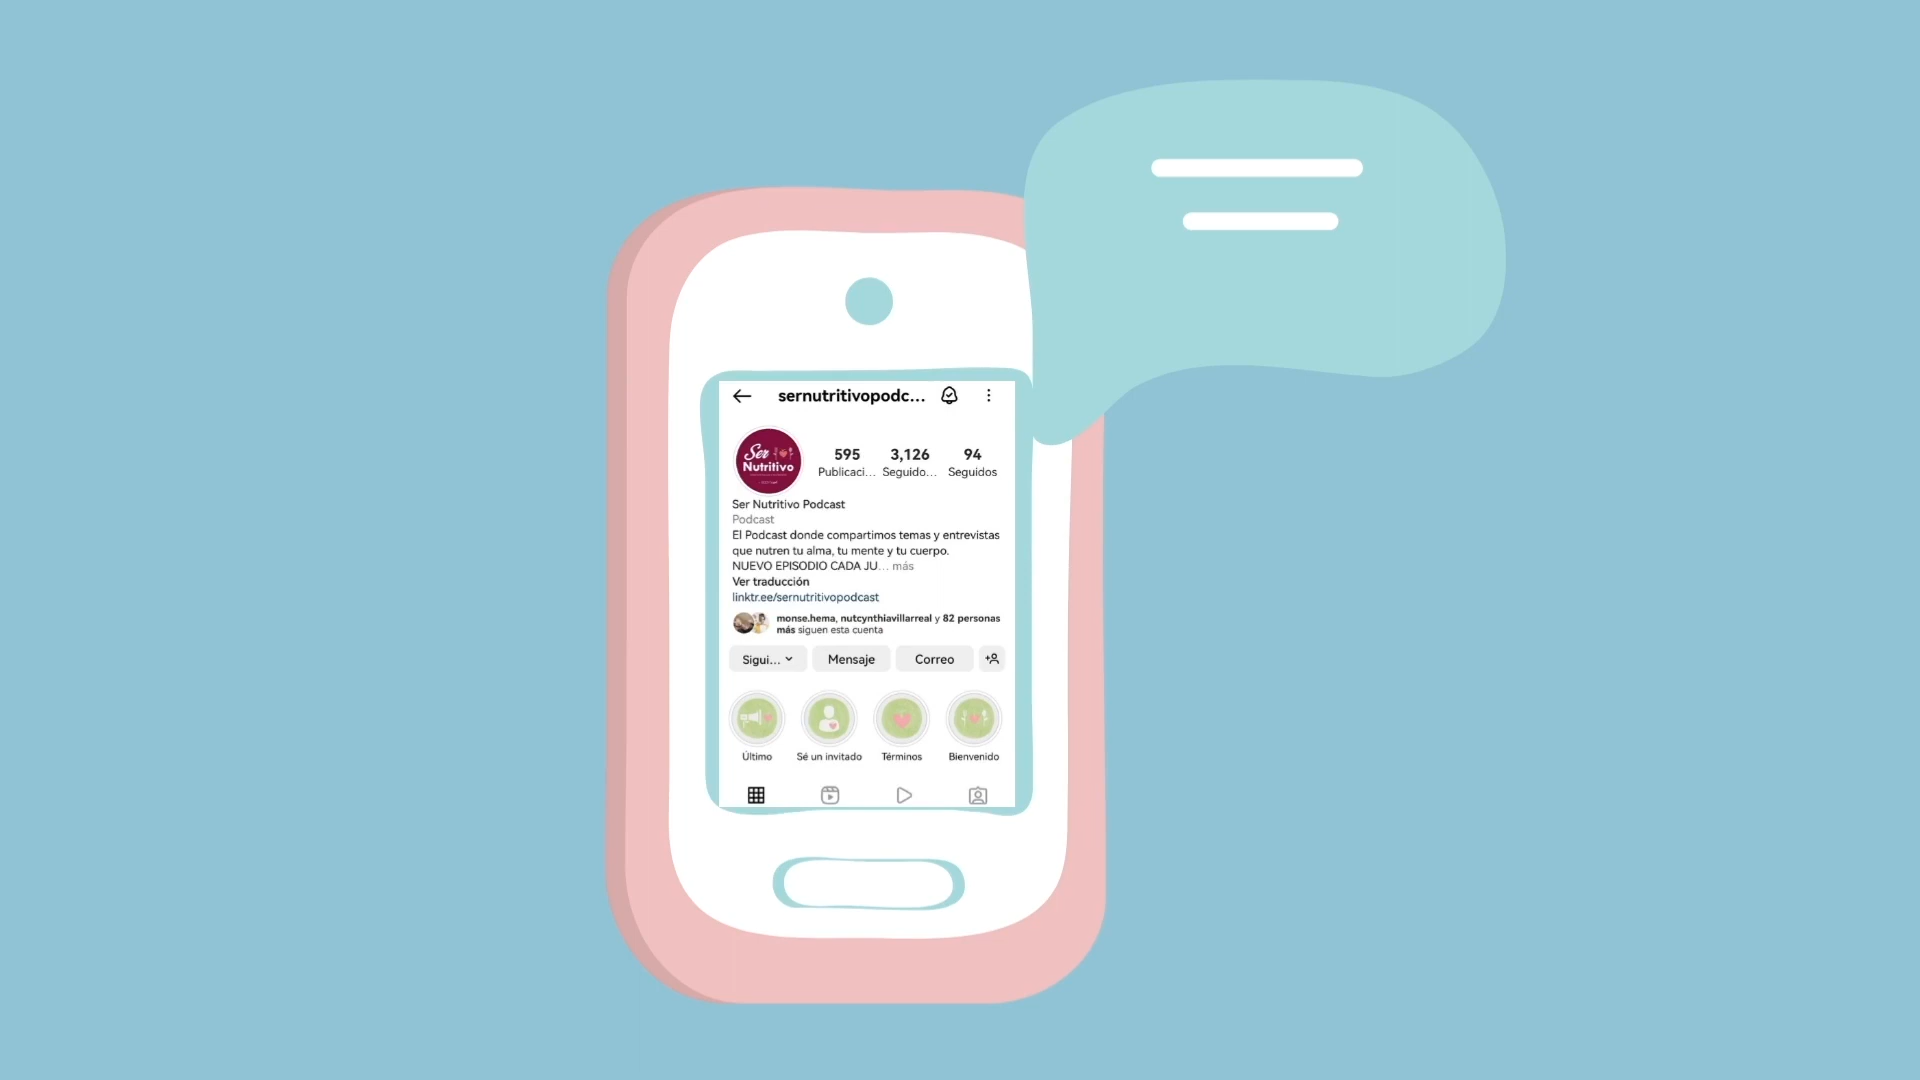 sernutritivopodc...
Ser
Nutritivo
595 3,126 94
Publicaci... Seguido... Seguidos
Ser Nutritivo Podcast
Podcast
El Podcast donde compartimos temas y entrevistas
que nutren tu alma, tu mente y tu cuerpo.
NUEVO EPISODIO CADA JU... más
Ver traducción
linktr.ee/sernutritivopodcast
monse.hema, nutcynthiavillarreal y 82 personas
más siguen esta cuenta
Sigui... Mensaje Correo
Último Sé un invitado Términos Bienvenido